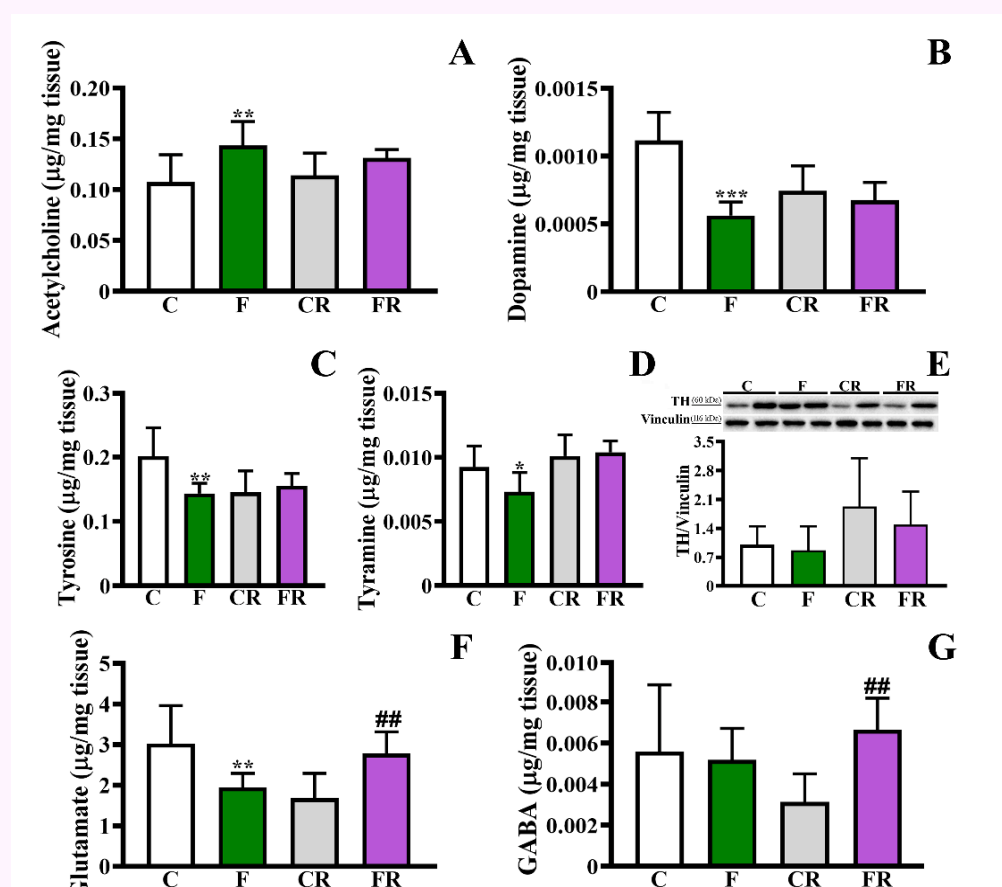 A
Acetylcholine (µg/mg tissue)
0.20
0.15
0.10
0.05
0
**
C F CR FR
B
Dopamine (µg/mg tissue)
0.0015
0.0010
0.0005
0
***
C F CR FR
C
Tyrosine (µg/mg tissue)
0.3
0.2
0.1
0
**
C F CR FR
D
Tyramine (µg/mg tissue)
0.015
0.010
0.005
0
*
C F CR FR
E
C F CR FR
TH (60 kDa)
Vinculin (116 kDa)
TH/Vinculin
3.5
2.8
2.1
1.4
0.7
0
C F CR FR
F
Glutamate (µg/mg tissue)
5
4
3
2
1
0
**
##
C F CR FR
G
GABA (µg/mg tissue)
0.010
0.008
0.006
0.004
0.002
0
##
C F CR FR